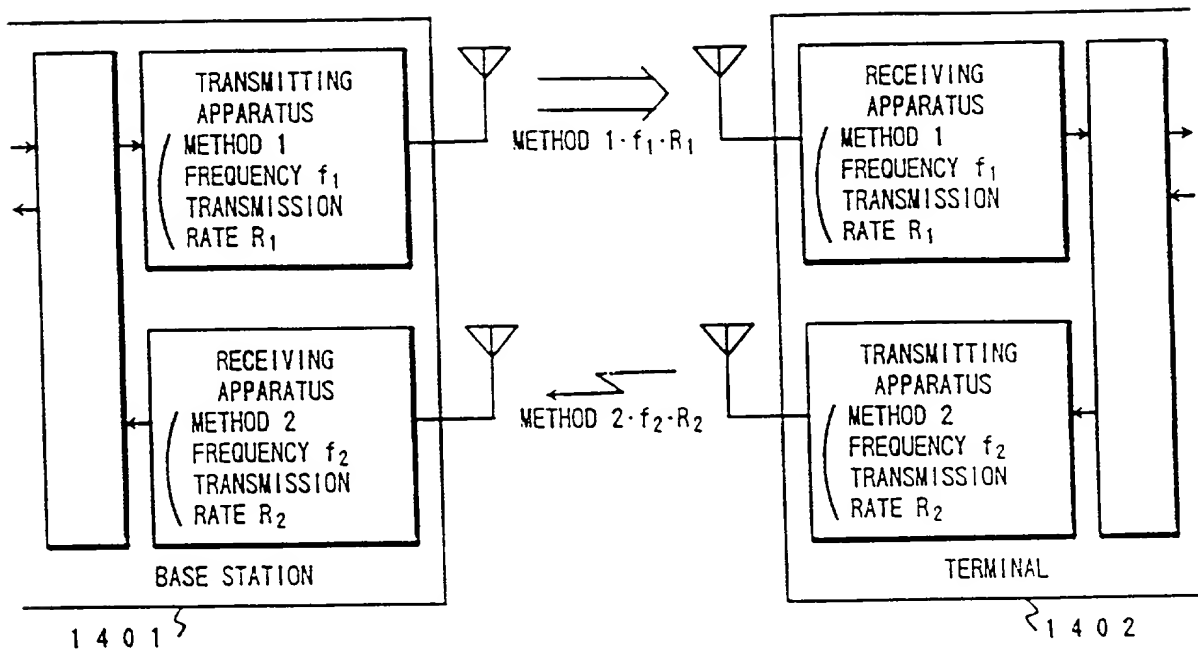 TRANSMITTING
APPARATUS
METHOD 1
FREQUENCY f₁
TRANSMISSION
RATE R₁
METHOD 1·f₁·R₁
RECEIVING
APPARATUS
METHOD 1
FREQUENCY f₁
TRANSMISSION
RATE R₁
RECEIVING
APPARATUS
METHOD 2
FREQUENCY f₂
TRANSMISSION
RATE R₂
METHOD 2·f₂·R₂
TRANSMITTING
APPARATUS
METHOD 2
FREQUENCY f₂
TRANSMISSION
RATE R₂
BASE STATION
TERMINAL
1401
1402